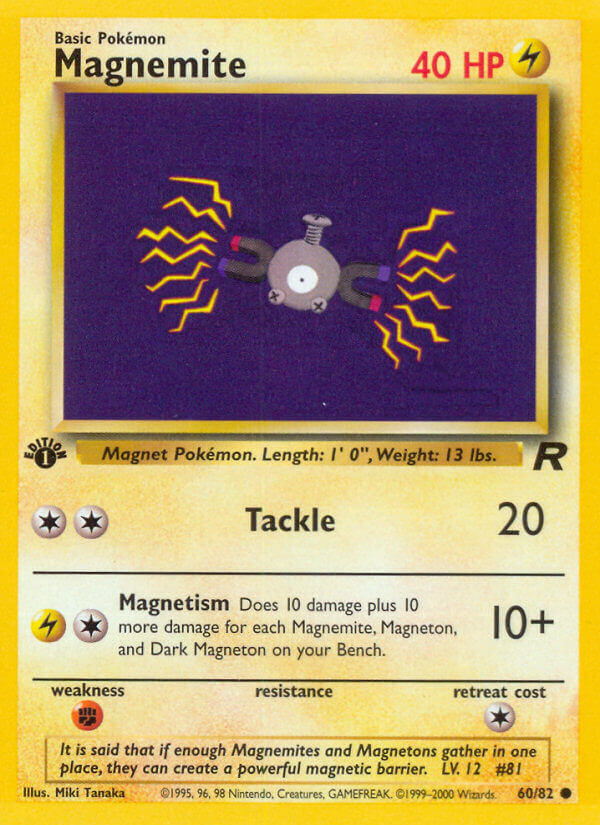 Basic Pokémon
Magnemite
40 HP
EDITION
1
Magnet Pokémon. Length: 1' 0", Weight: 13 lbs.
R
Tackle
20
Magnetism Does 10 damage plus 10
more damage for each Magnemite, Magneton,
and Dark Magneton on your Bench.
10+
weakness
resistance
retreat cost
It is said that if enough Magnemites and Magnetons gather in one
place, they can create a powerful magnetic barrier. LV. 12 #81
Illus. Miki Tanaka
©1995, 96, 98 Nintendo, Creatures, GAMEFREAK. ©1999–2000 Wizards.
60/82